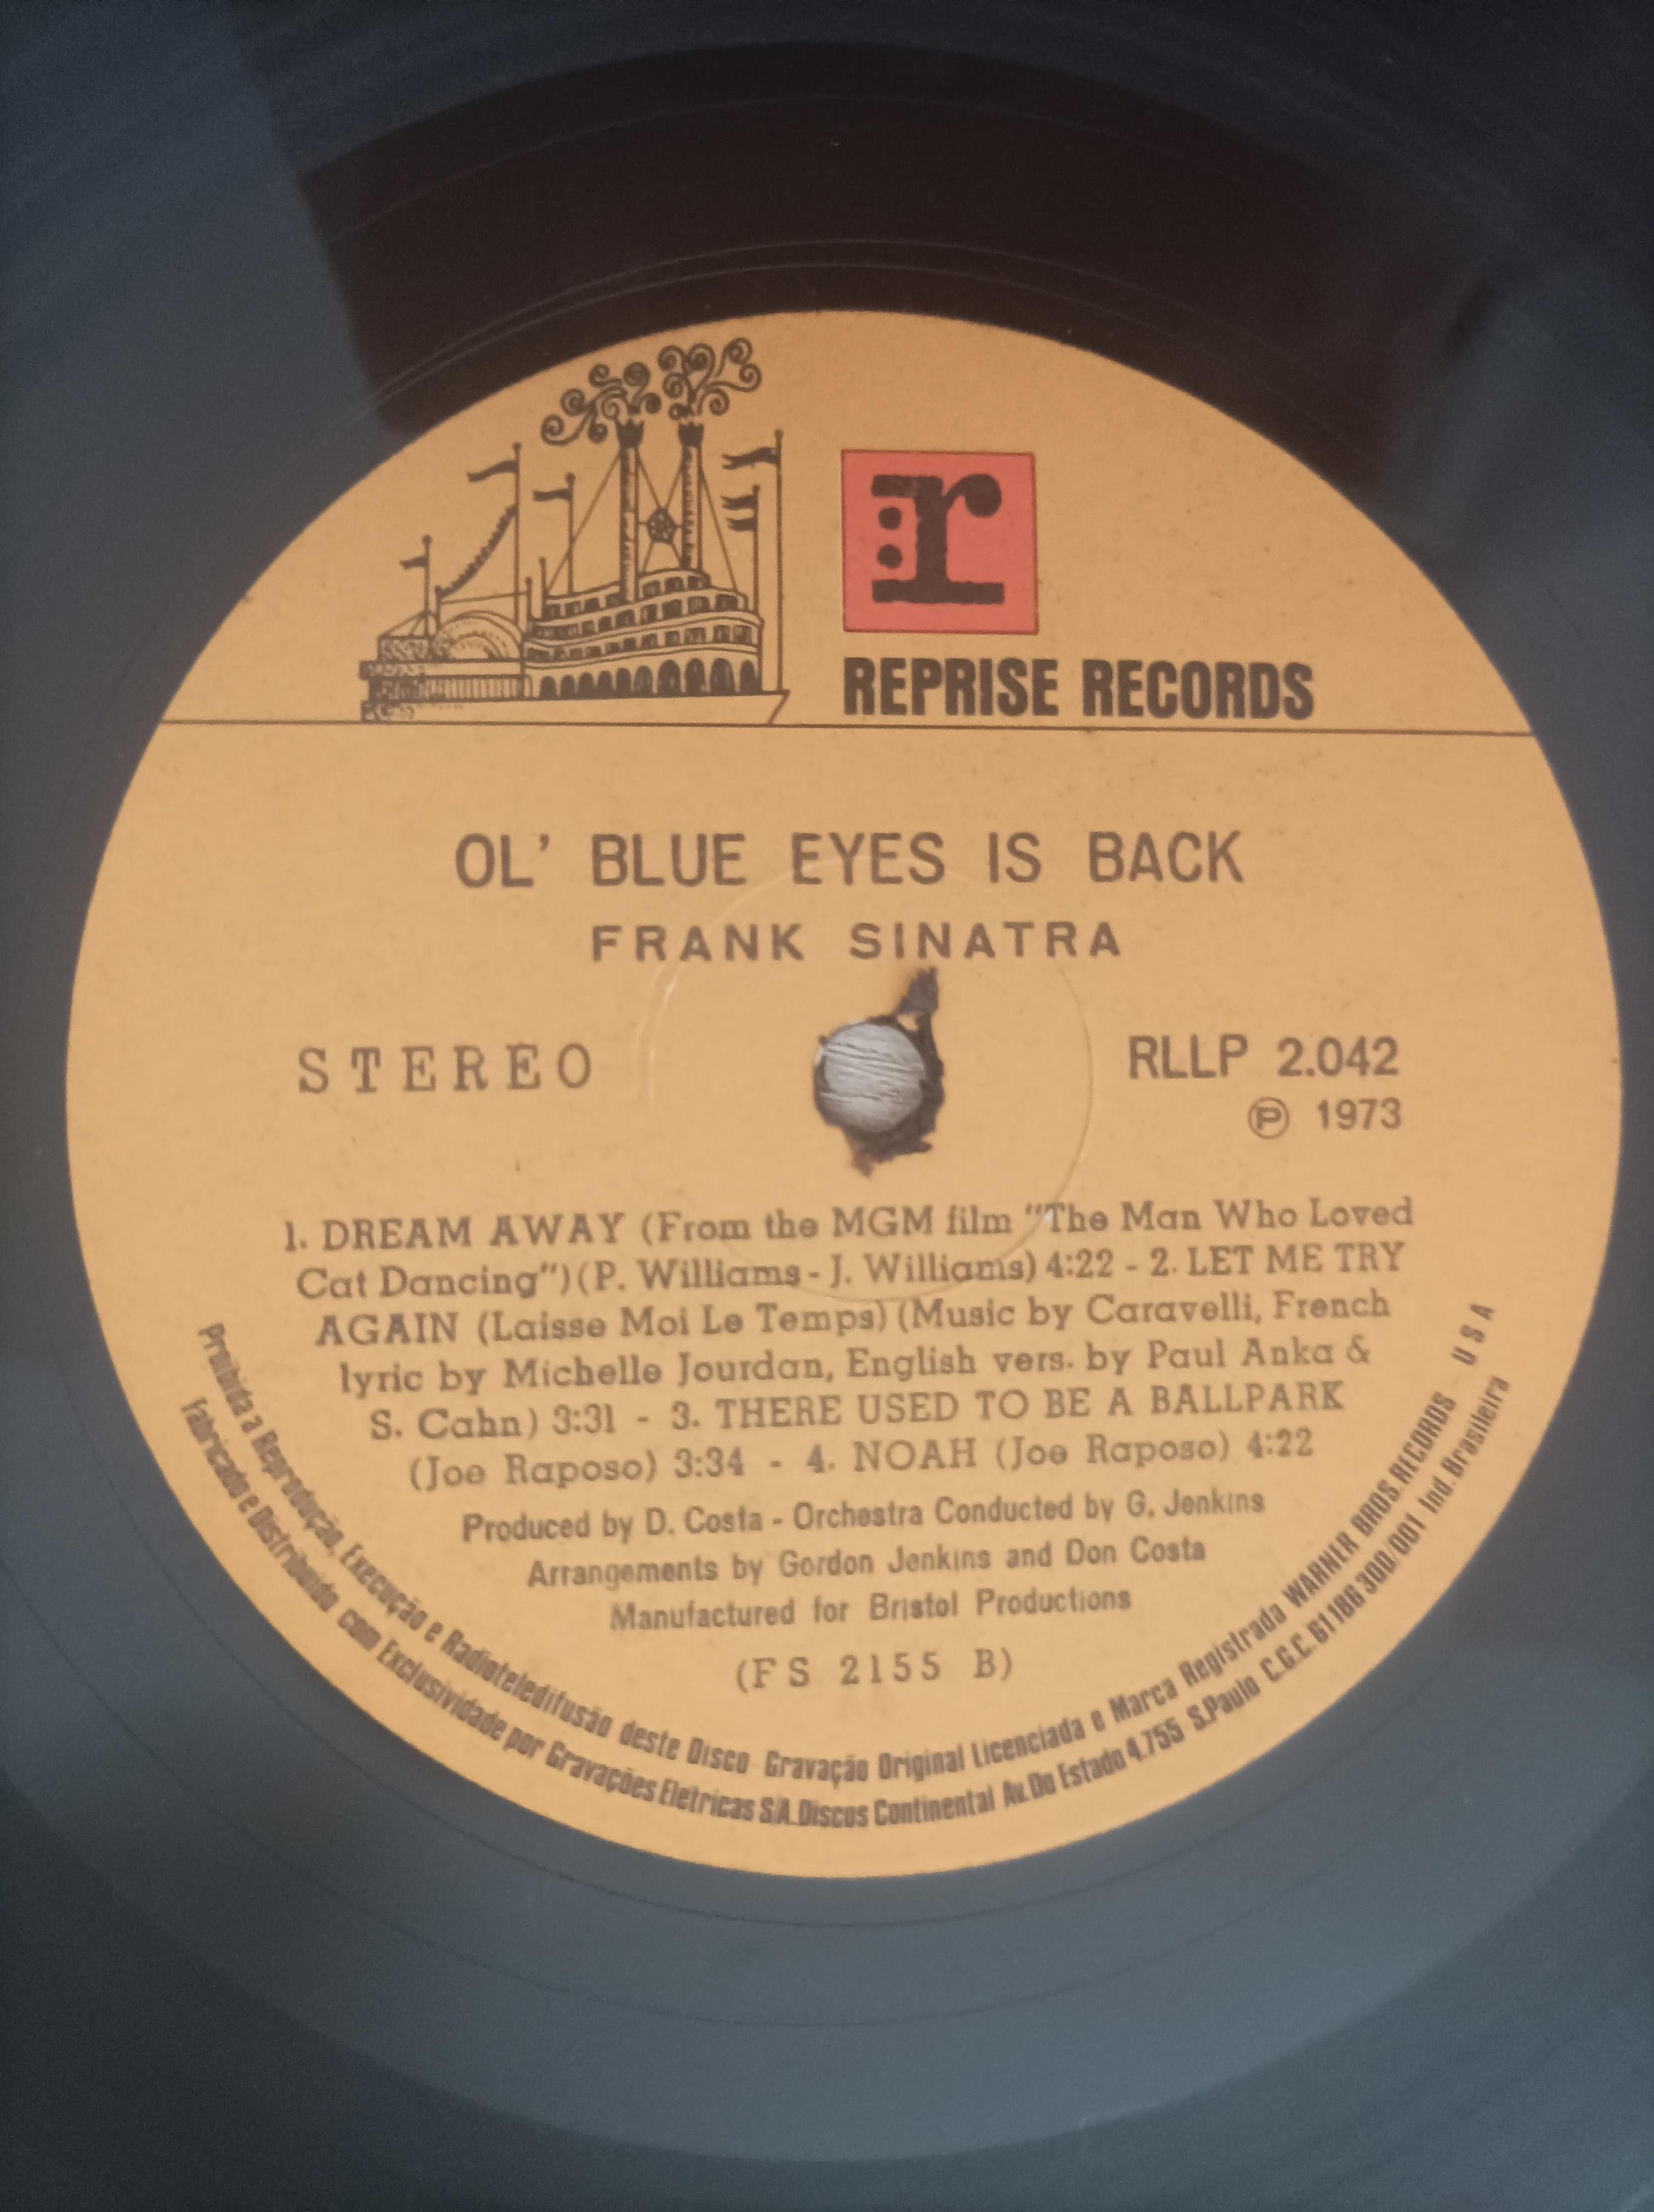 r
REPRISE RECORDS
OL' BLUE EYES IS BACK
FRANK SINATRA
STEREO
RLLP 2.042
Ⓟ 1973
1. DREAM AWAY (From the MGM film "The Man Who Loved
Cat Dancing")(P. Williams - J. Williams) 4:22 - 2. LET ME TRY
AGAIN (Laisse Moi Le Temps) (Music by Caravelli, French
lyric by Michelle Jourdan, English vers. by Paul Anka &
S. Cahn) 3:31 - 3. THERE USED TO BE A BALLPARK
(Joe Raposo) 3:34 - 4. NOAH (Joe Raposo) 4:22
Produced by D. Costa - Orchestra Conducted by G. Jenkins
Arrangements by Gordon Jenkins and Don Costa
Manufactured for Bristol Productions
(FS 2155 B)
Proibida a Reprodução, Execução e Radioteledifusão deste Disco Gravação Original Licenciada e Marca Registrada WARNER BROS. RECORDS - USA
Fabricado e Distribuido com Exclusividade por Gravações Eletricas S.A. Discos Continental Av. Do Estado 4.755 S.Paulo C.G.C. 61 186 300/001 Ind. Brasileira